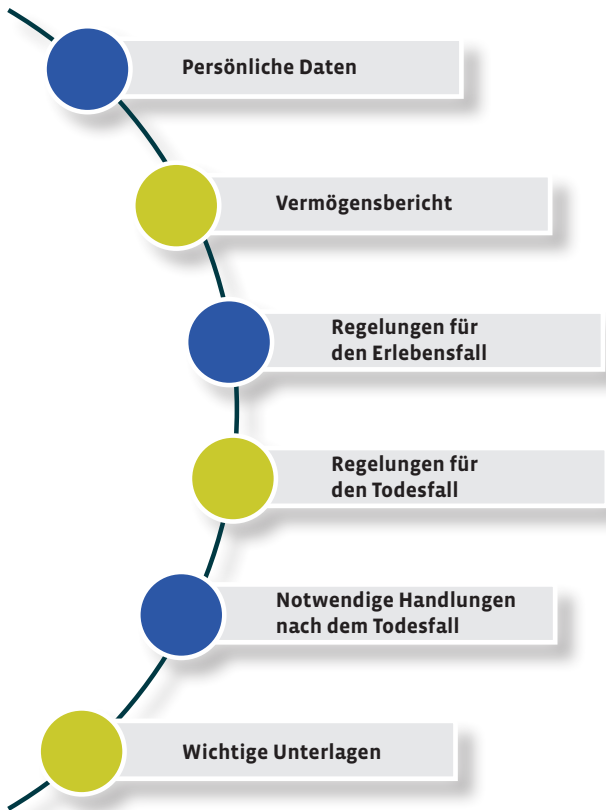 Persönliche Daten
Vermögensbericht
Regelungen für
den Erlebensfall
Regelungen für
den Todesfall
Notwendige Handlungen
nach dem Todesfall
Wichtige Unterlagen